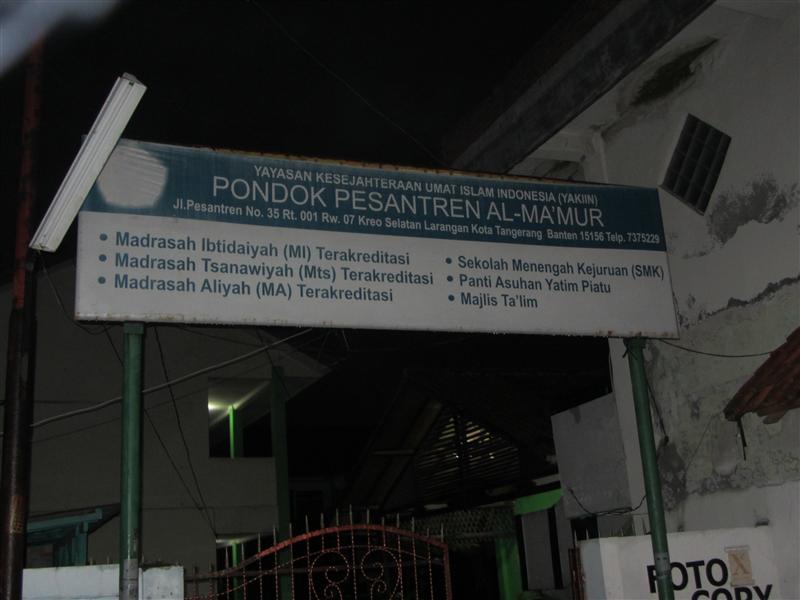 YAYASAN KESEJAHTERAAN UMAT ISLAM INDONESIA (YAKIIN)
PONDOK PESANTREN AL-MA'MUR
Jl.Pesantren No. 35 Rt. 001 Rw. 07 Kreo Selatan Larangan Kota Tangerang Banten 15156 Telp. 7375229
• Madrasah Ibtidaiyah (MI) Terakreditasi
• Madrasah Tsanawiyah (Mts) Terakreditasi
• Madrasah Aliyah (MA) Terakreditasi
• Sekolah Menengah Kejuruan (SMK)
• Panti Asuhan Yatim Piatu
• Majlis Ta'lim
FOTO
COPY